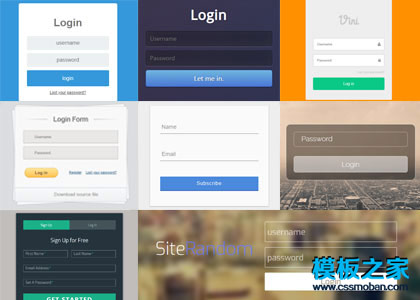 Login
username
password
login
Lost your password?
Login
Username
Password
Let me in.
Vini
username
Log in
Login Form
Username
Password
Log in
Register
Lost your password?
Download source file
Name
Email
Subscribe
Password
Login
Sign Up
Log In
Sign Up for Free
First Name
Last Name
Email Address
Set A Password
GET STARTED
SiteRandom
username
password
模板之家
www.cssmoban.com